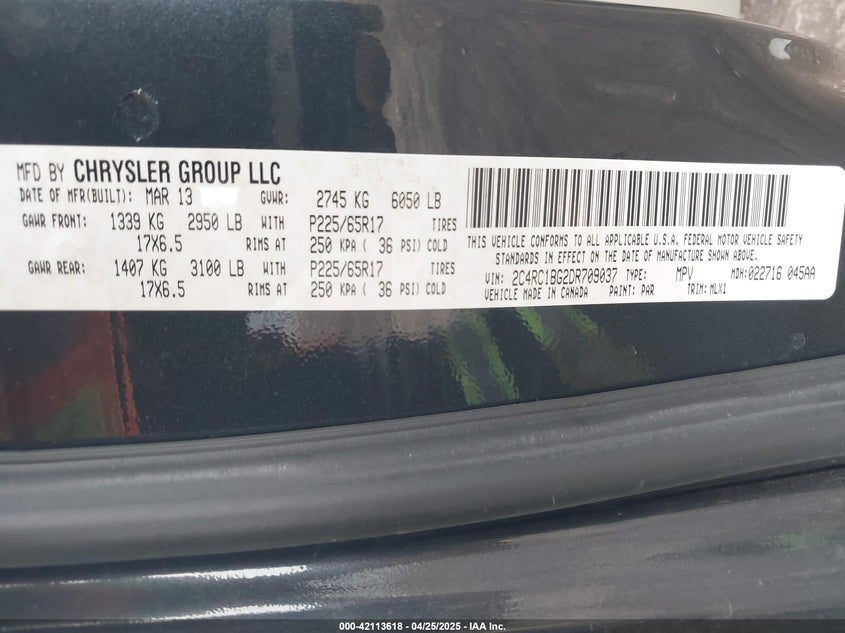 MFD BY CHRYSLER GROUP LLC
DATE OF MFR(BUILT): MAR 13 GVWR: 2745 KG 6050 LB
GAWR FRONT: 1339 KG 2950 LB WITH P225/65R17 TIRES
17X6.5 RIMS AT 250 KPA ( 36 PSI) COLD
GAWR REAR: 1407 KG 3100 LB WITH P225/65R17 TIRES
17X6.5 RIMS AT 250 KPA ( 36 PSI) COLD
THIS VEHICLE CONFORMS TO ALL APPLICABLE U.S.A. FEDERAL MOTOR VEHICLE SAFETY
STANDARDS IN EFFECT ON THE DATE OF MANUFACTURE SHOWN ABOVE.
VIN: 2C4RC1BG2DR709037 TYPE: MPV MDH:022716 045AA
VEHICLE MADE IN CANADA PAINT: PAR TRIM: MLX1
000-42113618 - 04/25/2025 - IAA Inc.